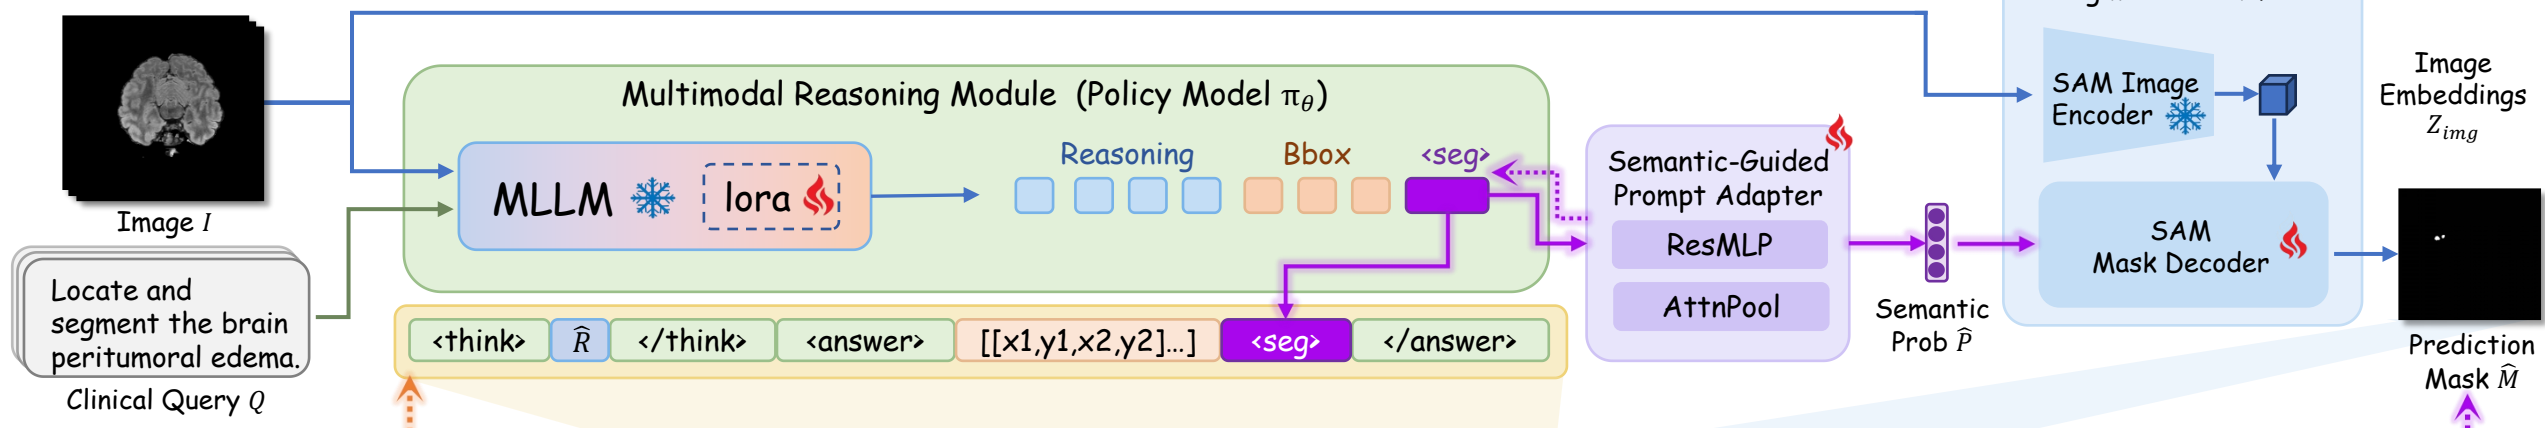 Image I
Locate and
segment the brain
peritumoral edema.
Clinical Query Q
Multimodal Reasoning Module (Policy Model π_θ)
MLLM
lora
Reasoning
Bbox
<seg>
<think>
R̂
</think>
<answer>
[[x1,y1,x2,y2]...]
<seg>
</answer>
Semantic-Guided
Prompt Adapter
ResMLP
AttnPool
Semantic
Prob P̂
SAM Image
Encoder
SAM
Mask Decoder
Image
Embeddings
Z_img
Prediction
Mask M̂